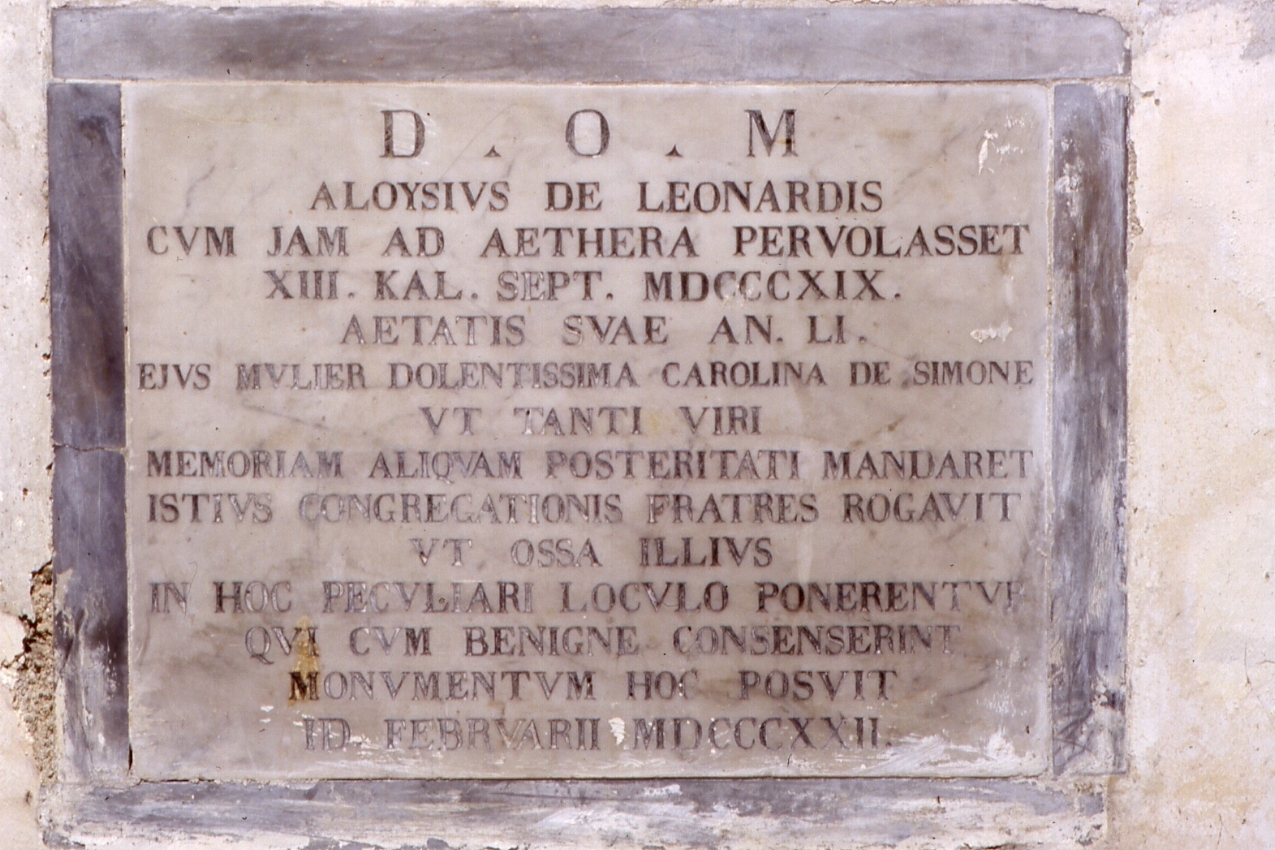 D . O . M
ALOYSIVS DE LEONARDIS
CVM JAM AD AETHERA PERVOLASSET
XIII. KAL. SEPT. MDCCCXIX.
AETATIS SVAE AN. LI.
EJVS MVLIER DOLENTISSIMA CAROLINA DE SIMONE
VT TANTI VIRI
MEMORIAM ALIQVAM POSTERITATI MANDARET
ISTIVS CONGREGATIONIS FRATRES ROGAVIT
VT OSSA ILLIVS
IN HOC PECVLIARI LOCVLO PONERENTVR
QVI CVM BENIGNE CONSENSERINT
MONVMENTVM HOC POSVIT
ID. FEBRVARII MDCCCXXII.